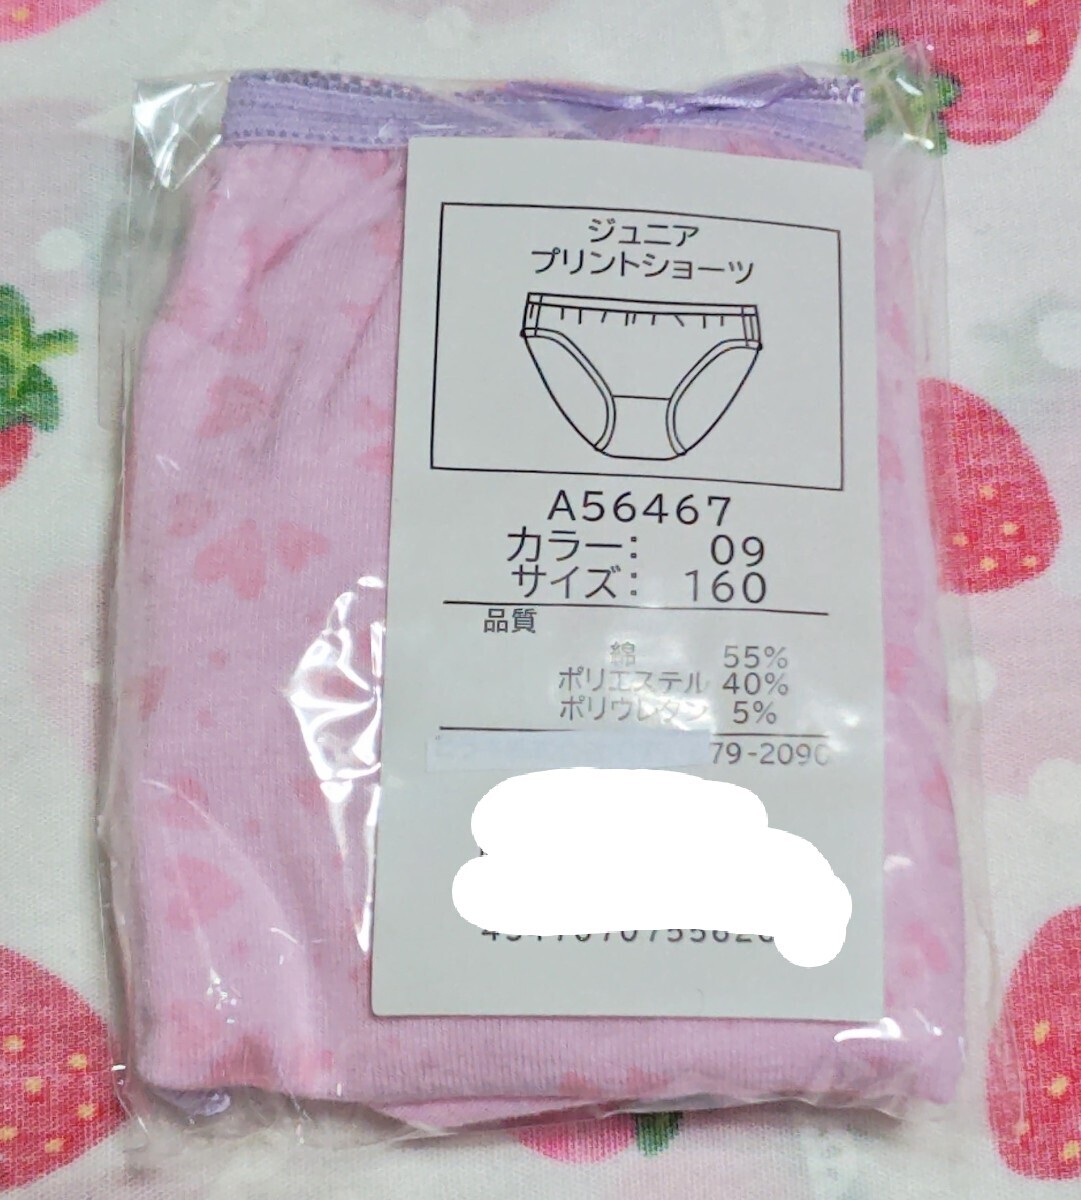 ジュニア
プリントショーツ
A56467
カラー: 09
サイズ: 160
品質
綿 55%
ポリエステル 40%
ポリウレタン 5%
79-2090